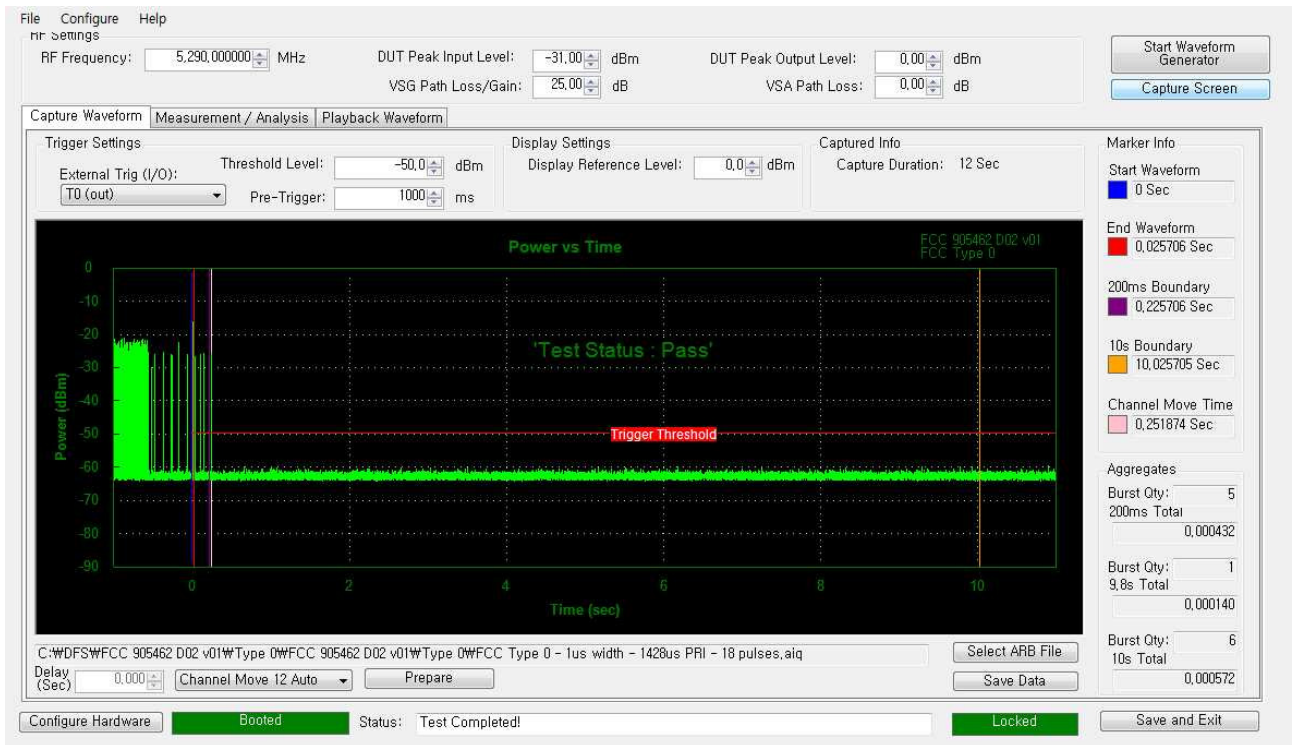 File Configure Help
RF Settings
RF Frequency: 5,290,000000 MHz DUT Peak Input Level: -31,00 dBm DUT Peak Output Level: 0,00 dBm
VSG Path Loss/Gain: 25,00 dB VSA Path Loss: 0,00 dB
Start Waveform Generator
Capture Screen
Capture Waveform Measurement / Analysis Playback Waveform
Trigger Settings
External Trig (I/O):
T0 (out)
Threshold Level: -50,0 dBm
Pre-Trigger: 1000 ms
Display Settings
Display Reference Level: 0,0 dBm
Captured Info
Capture Duration: 12 Sec
Power vs Time
FCC 905462 D02 v01
FCC Type 0
'Test Status : Pass'
Trigger Threshold
Power (dBm)
0
-10
-20
-30
-40
-50
-60
-70
-80
-90
0 2 4 6 8 10
Time (sec)
Marker Info
Start Waveform
0 Sec
End Waveform
0,025706 Sec
200ms Boundary
0,225706 Sec
10s Boundary
10,025705 Sec
Channel Move Time
0,251874 Sec
Aggregates
Burst Qty: 5
200ms Total
0,000432
Burst Qty: 1
9,8s Total
0,000140
Burst Qty: 6
10s Total
0,000572
C:₩DFS₩FCC 905462 D02 v01₩Type 0₩FCC 905462 D02 v01₩Type 0₩FCC Type 0 - 1us width - 1428us PRI - 18 pulses,aiq
Select ARB File
Delay (Sec) 0,000 Channel Move 12 Auto Prepare
Save Data
Configure Hardware Booted Status: Test Completed! Locked Save and Exit